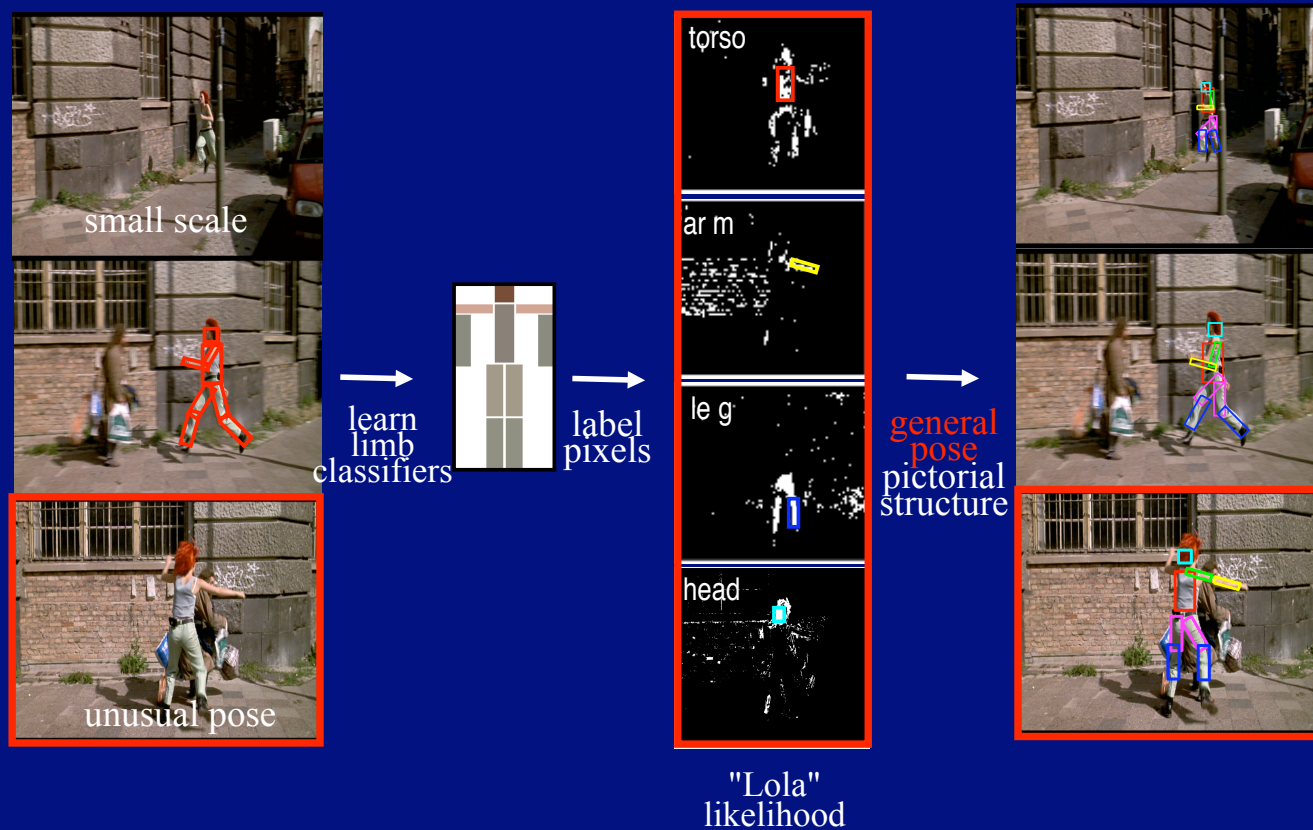 small scale
unusual pose
learn
limb
classifiers
label
pixels
torso
ar m
le g
head
"Lola"
likelihood
general
pose
pictorial
structure